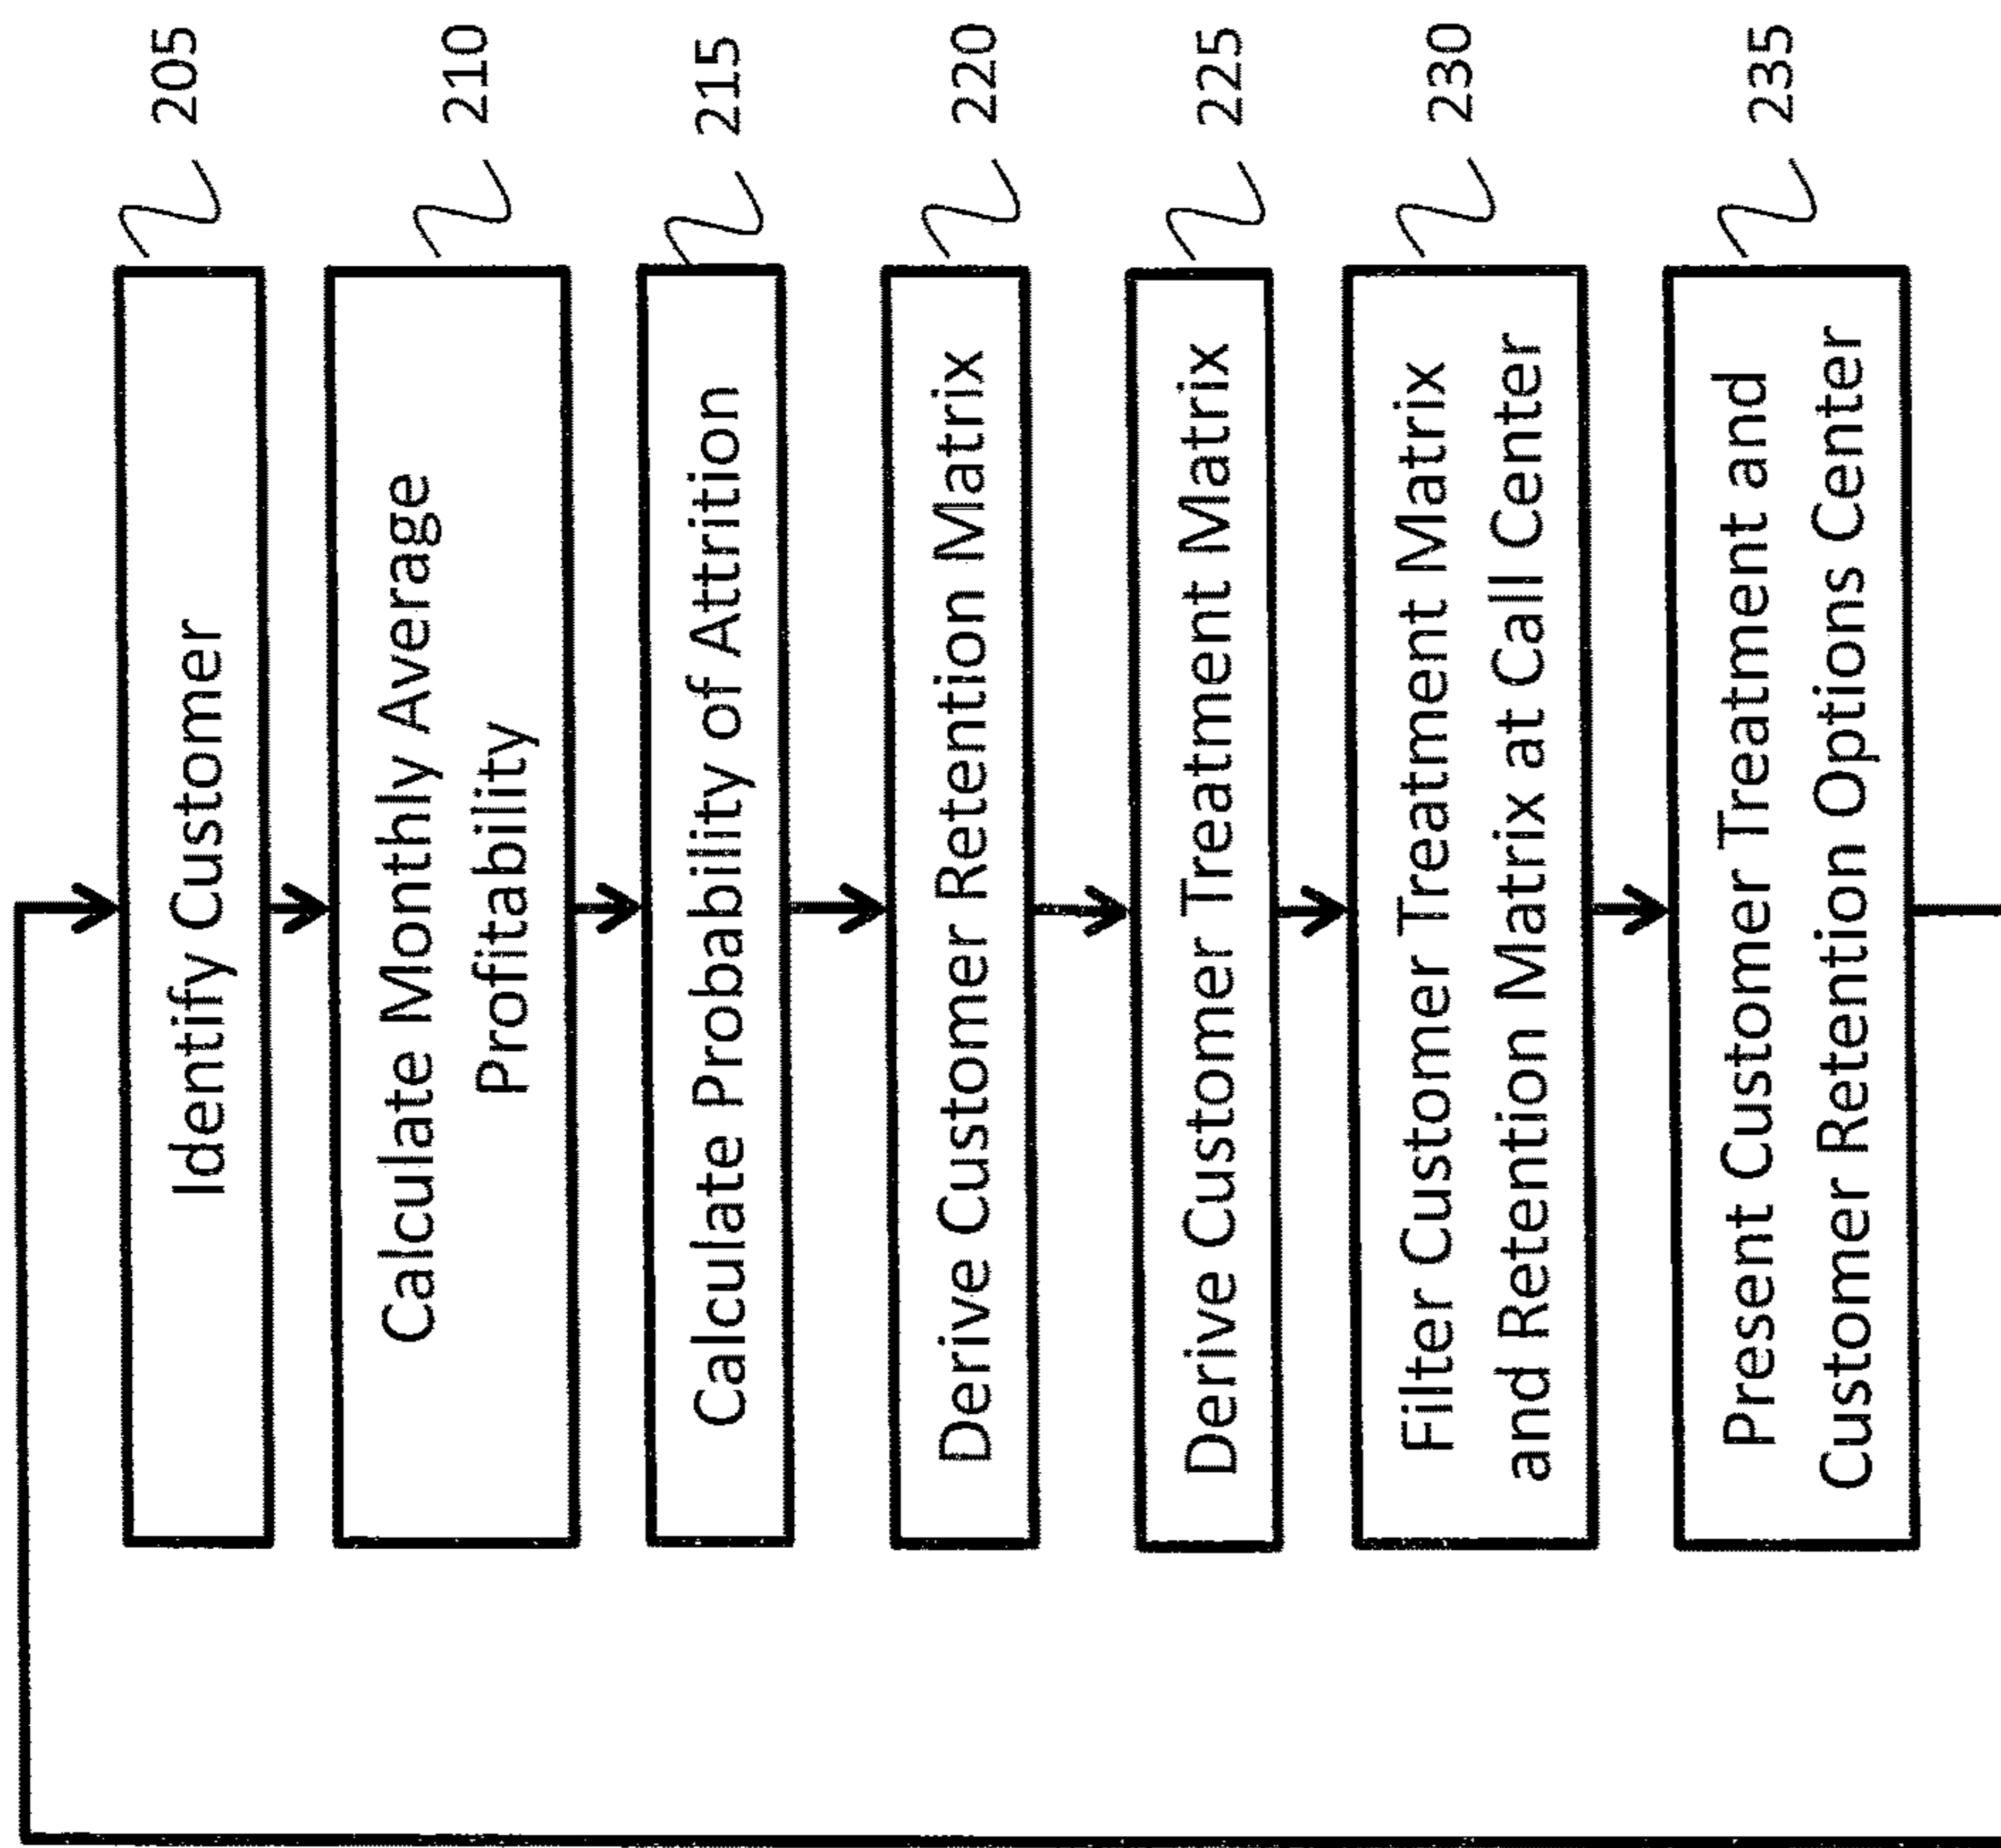 Identify Customer
205
Calculate Monthly Average
Profitability
210
Calculate Probability of Attrition
215
Derive Customer Retention Matrix
220
Derive Customer Treatment Matrix
225
Filter Customer Treatment Matrix
and Retention Matrix at Call Center
230
Present Customer Treatment and
Customer Retention Options Center
235